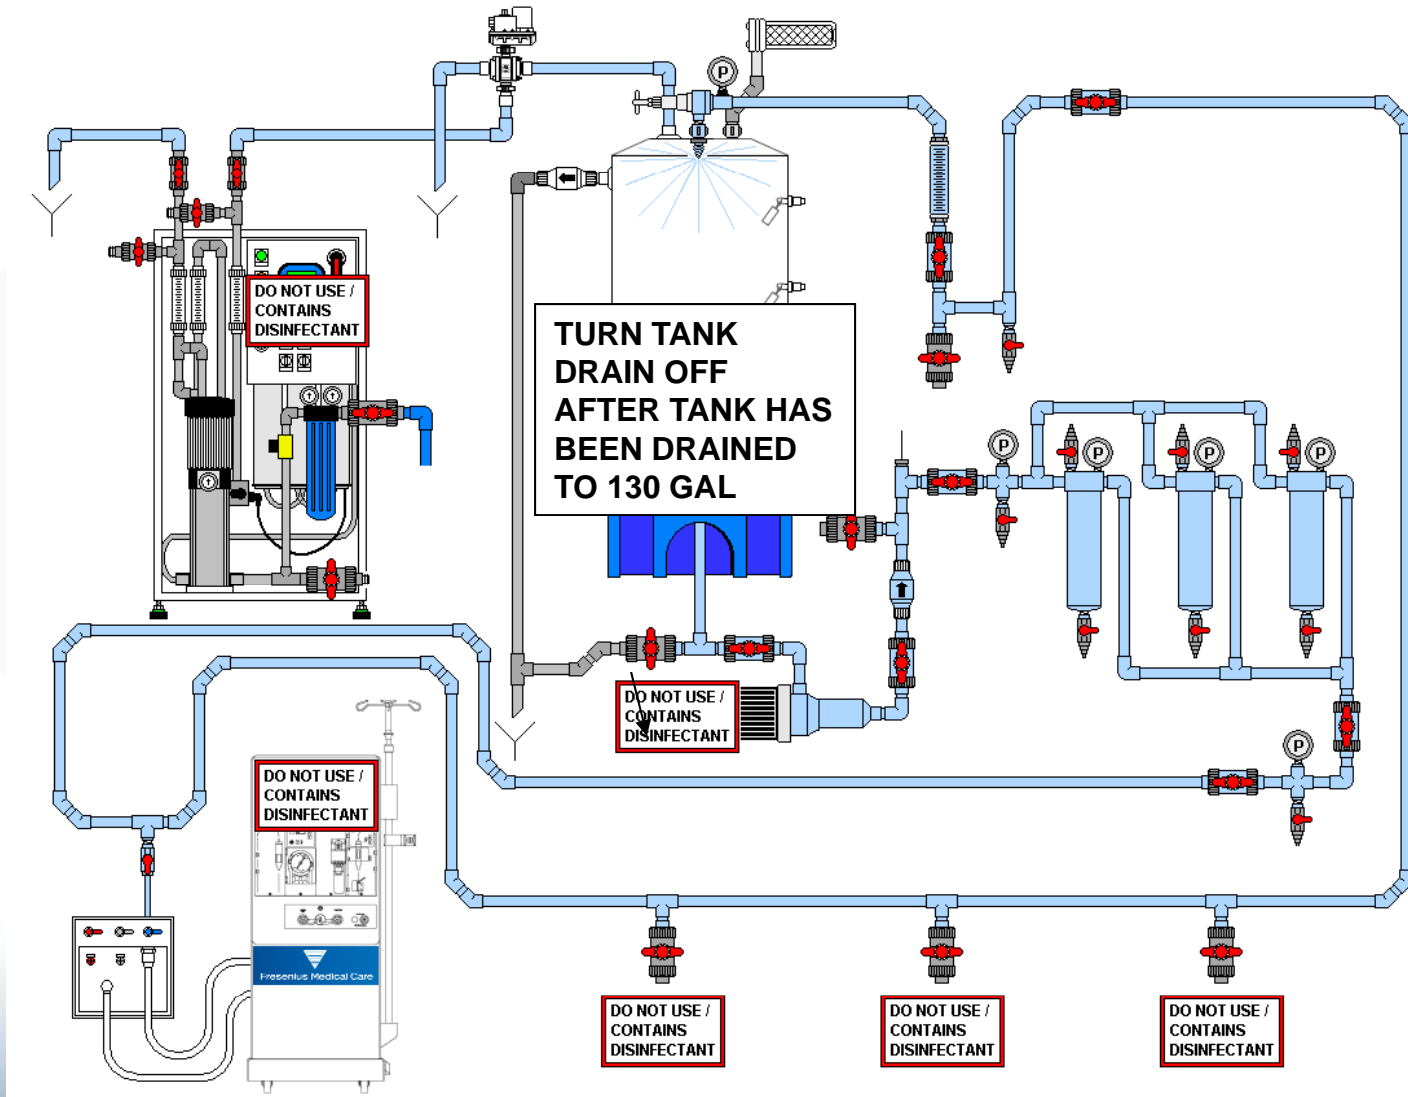 P
DO NOT USE /
CONTAINS
DISINFECTANT
TURN TANK
DRAIN OFF
AFTER TANK HAS
BEEN DRAINED
TO 130 GAL
P
P
P
P
DO NOT USE /
CONTAINS
DISINFECTANT
P
DO NOT USE /
CONTAINS
DISINFECTANT
Fresenius Medical Care
DO NOT USE /
CONTAINS
DISINFECTANT
DO NOT USE /
CONTAINS
DISINFECTANT
DO NOT USE /
CONTAINS
DISINFECTANT